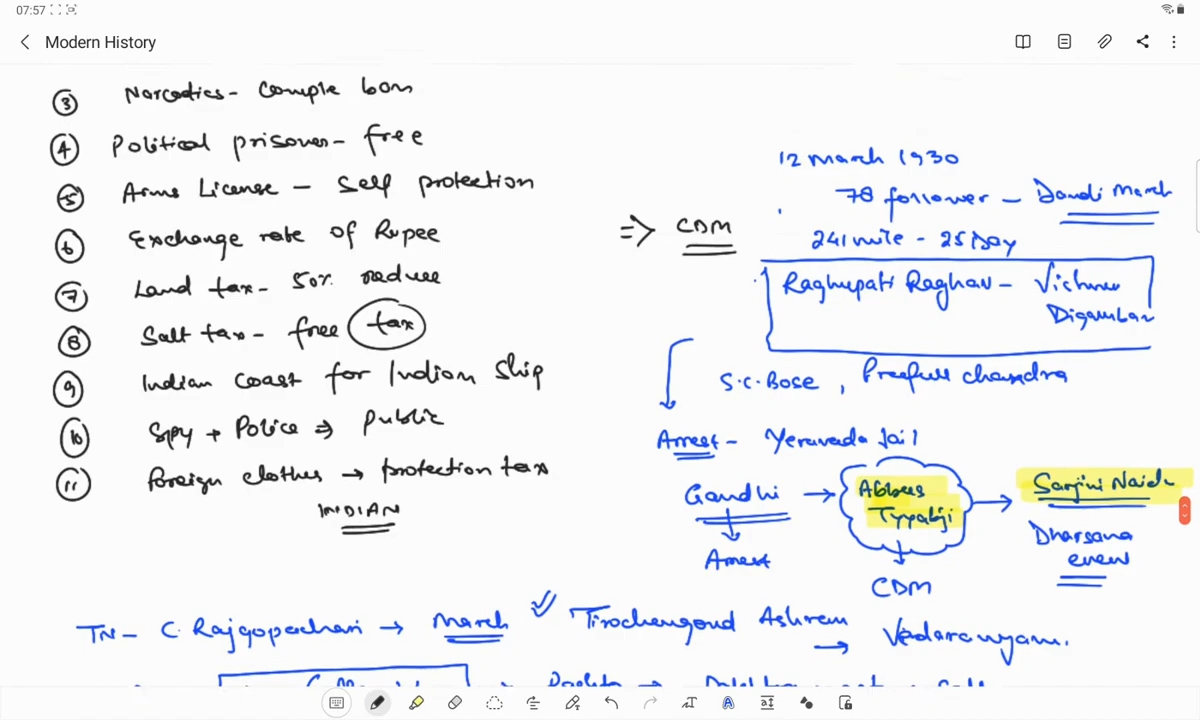 07:57
Modern History
③ Narcotics - comple ban
④ Political prisoner - free
⑤ Arms License - Self protection
⑥ Exchange rate of Rupee
⑦ Land tax - 50% reduce
⑧ Salt tax - free tax
⑨ Indian Coast for Indian Ship
⑩ Spy + Police ⇒ Public
⑪ Foreign clothes → protection tax
INDIAN
12 March 1930
78 follower - Dandi March
⇒ CDM
241 mile - 25 Day
Raghupati Raghav - Vishnu
Digambar
S.C. Bose, Prafull chandra
Arrest - Yeravada Jail
Gandhi → Abbas Tyyabji → Sarojini Naidu
Arrest
CDM
Dharsana
event
TN - C. Rajgopachari → March Tirochengond Ashram → Vedaranyam.